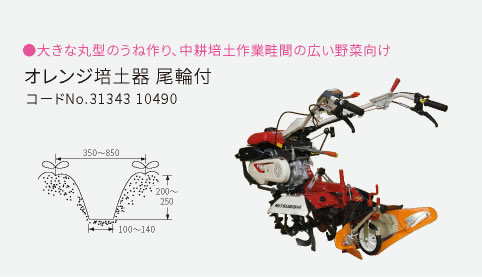 ●大きな丸型のうね作り、中耕培土作業畦間の広い野菜向け
オレンジ培土器 尾輪付
コードNo.31343 10490
350～850
200～
250
100～140
MITSUBISHI